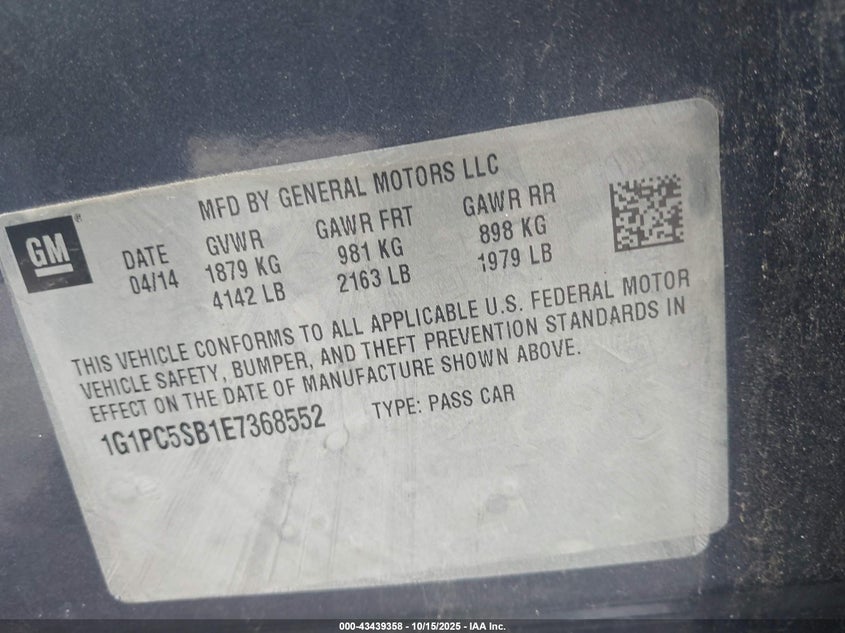 MFD BY GENERAL MOTORS LLC
GM®
DATE GVWR GAWR FRT GAWR RR
04/14 1879 KG 981 KG 898 KG
4142 LB 2163 LB 1979 LB
THIS VEHICLE CONFORMS TO ALL APPLICABLE U.S. FEDERAL MOTOR
VEHICLE SAFETY, BUMPER, AND THEFT PREVENTION STANDARDS IN
EFFECT ON THE DATE OF MANUFACTURE SHOWN ABOVE.
1G1PC5SB1E7368552 TYPE: PASS CAR
000-43439358 - 10/15/2025 - IAA Inc.